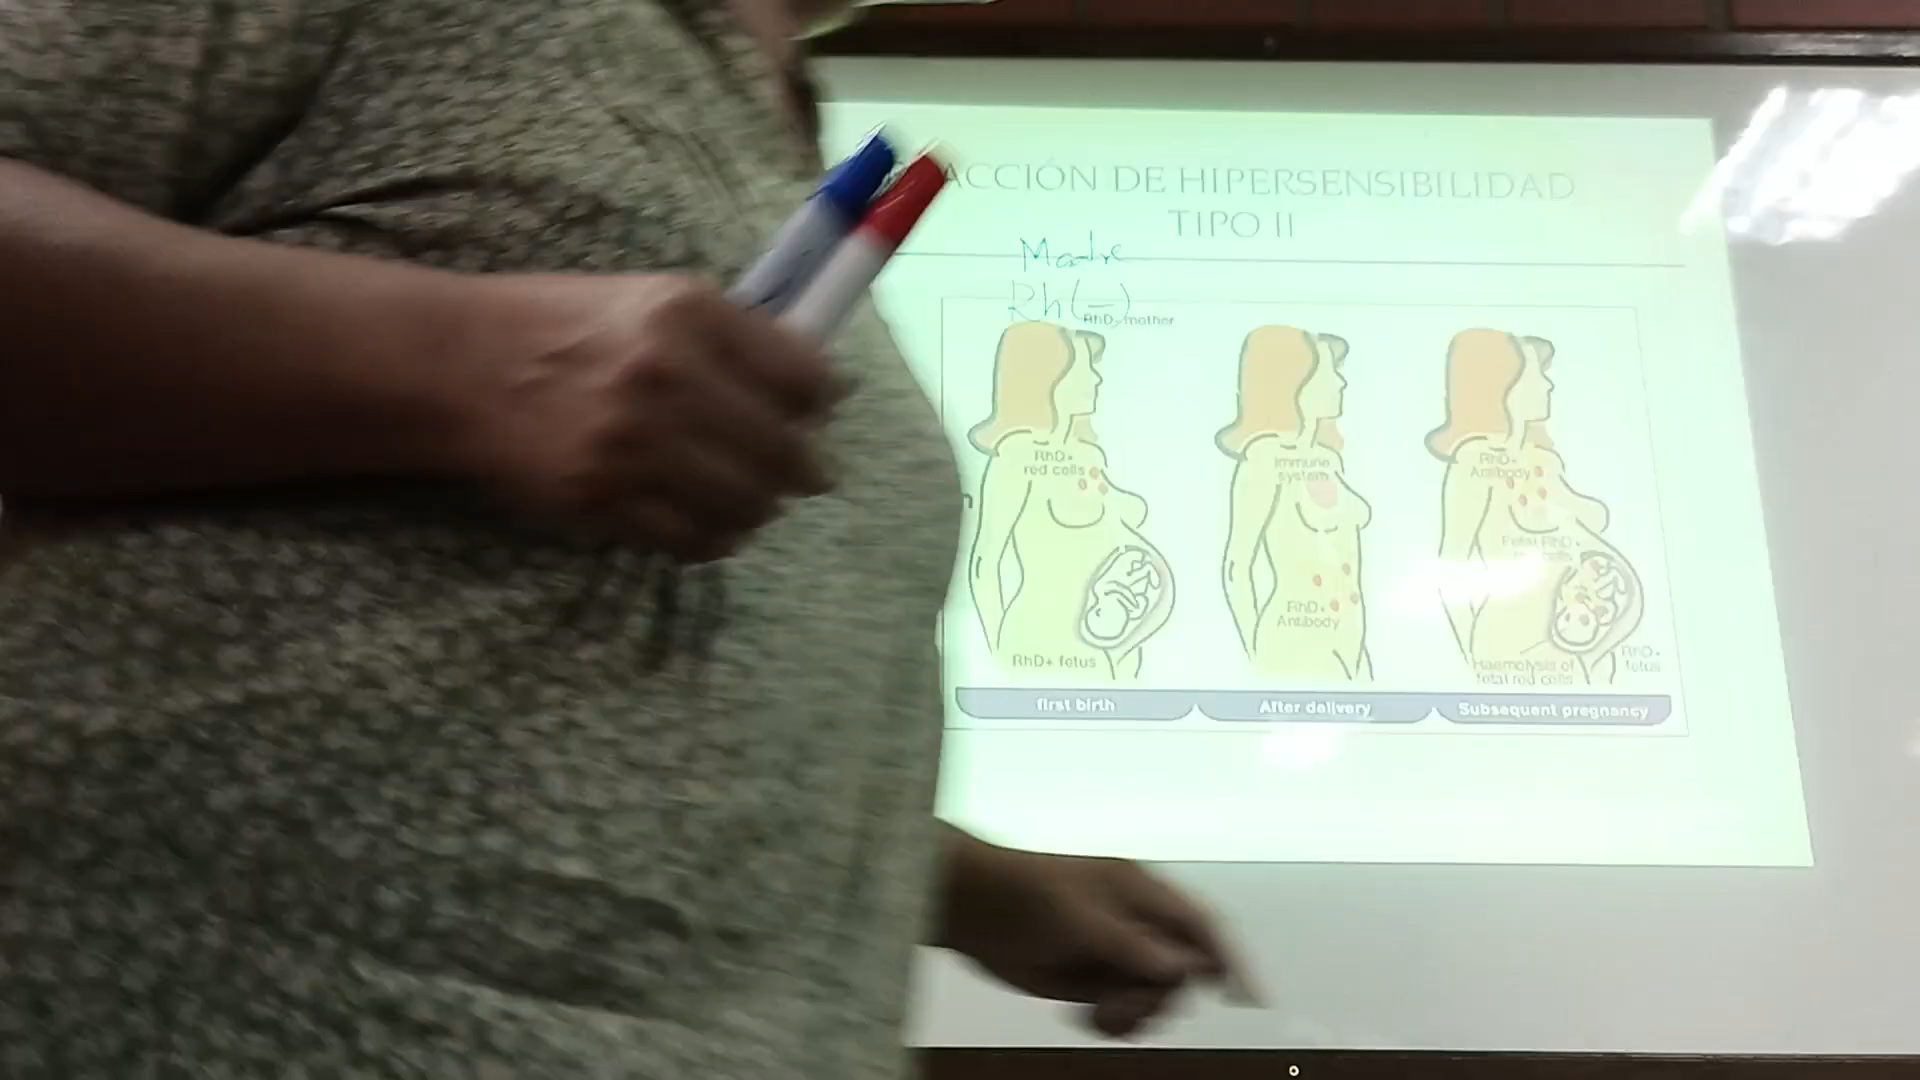 ACCIÓN DE HIPERSENSIBILIDAD
TIPO II
Madre
Rh(-)
RhD- mother
RhD+
red cells
RhD+ fetus
first birth
Immune
system
RhD+
Antibody
After delivery
RhD+
Antibody
Fetal RhD+
cells
Haemolysis of
fetal red cells
RhD+
fetus
Subsequent pregnancy